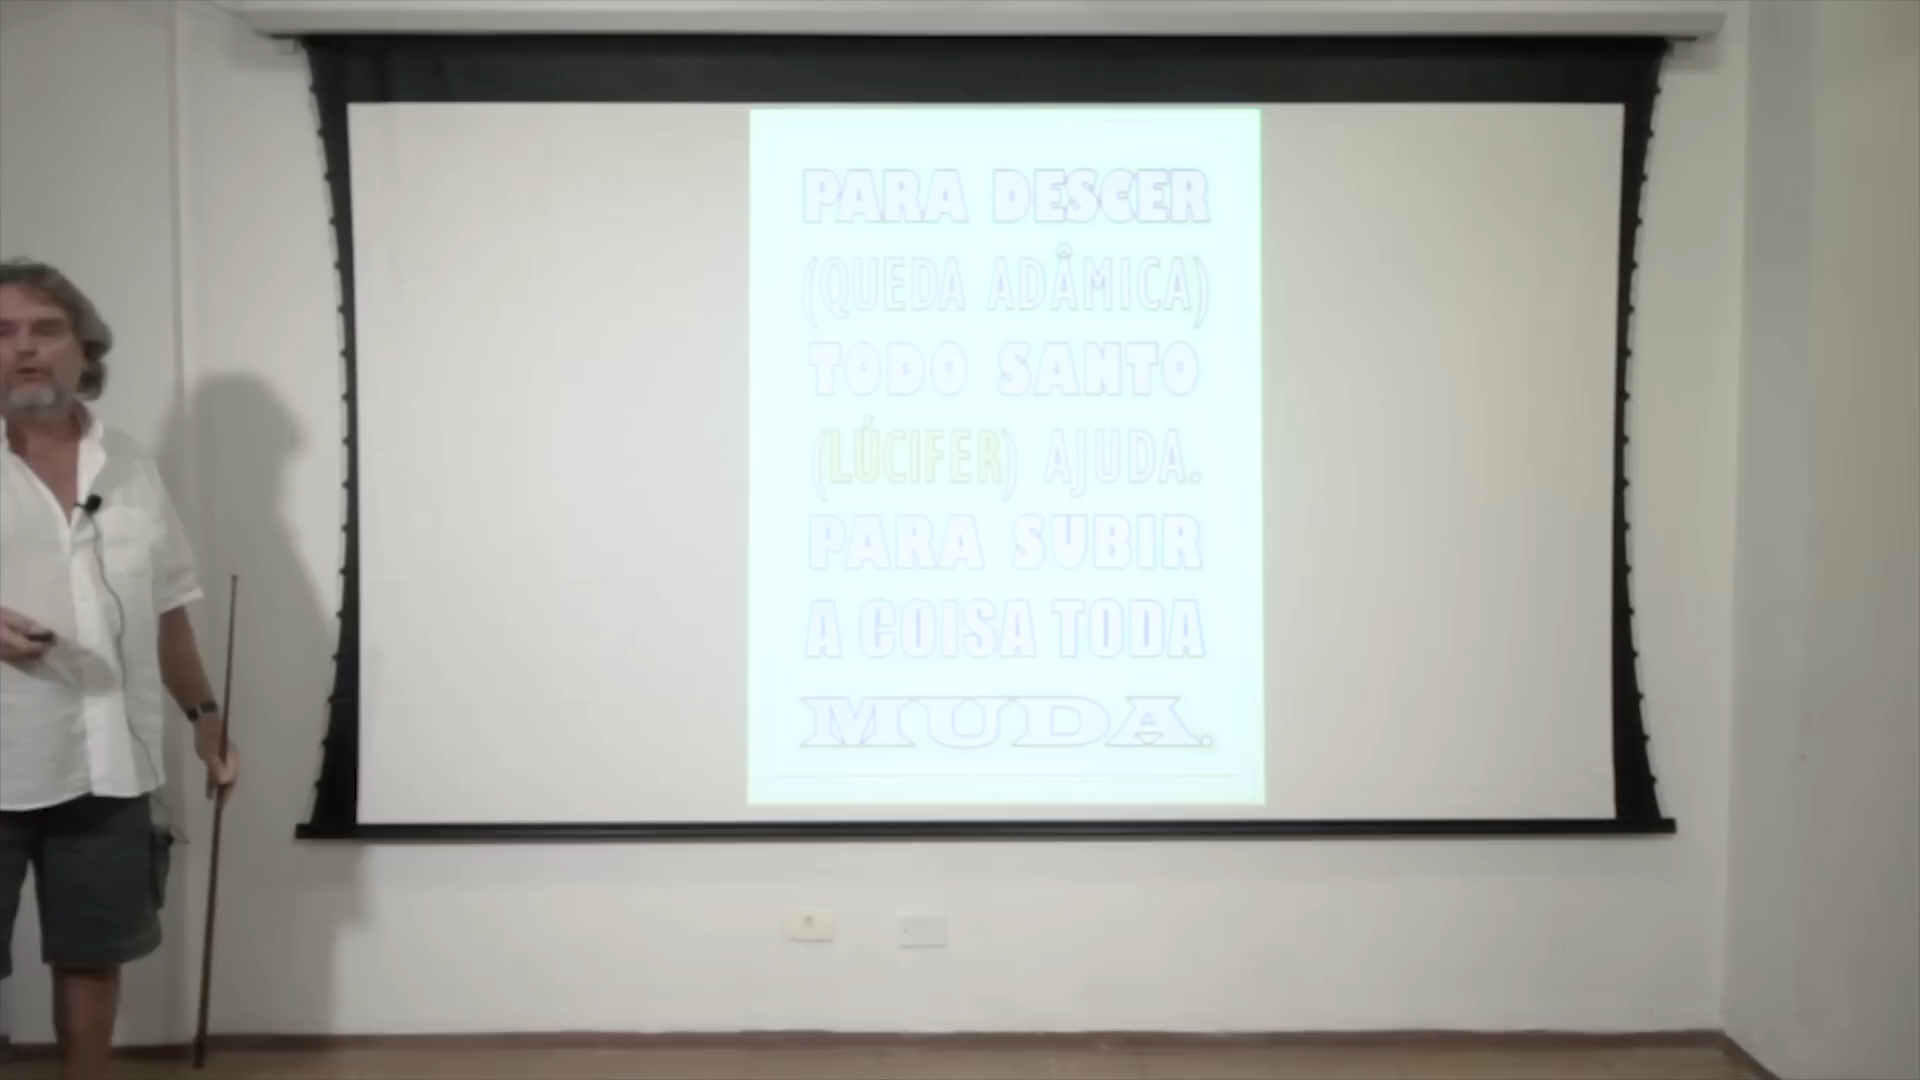 PARA DESCER
(QUEDA ADÂMICA)
TODO SANTO
(LÚCIFER) AJUDA.
PARA SUBIR
A COISA TODA
MUDA.